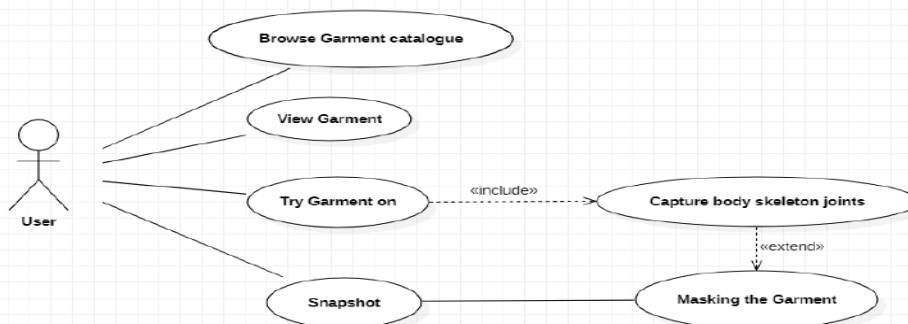 Browse Garment catalogue
View Garment
Try Garment on
«include»
Capture body skeleton joints
User
«extend»
Snapshot
Masking the Garment